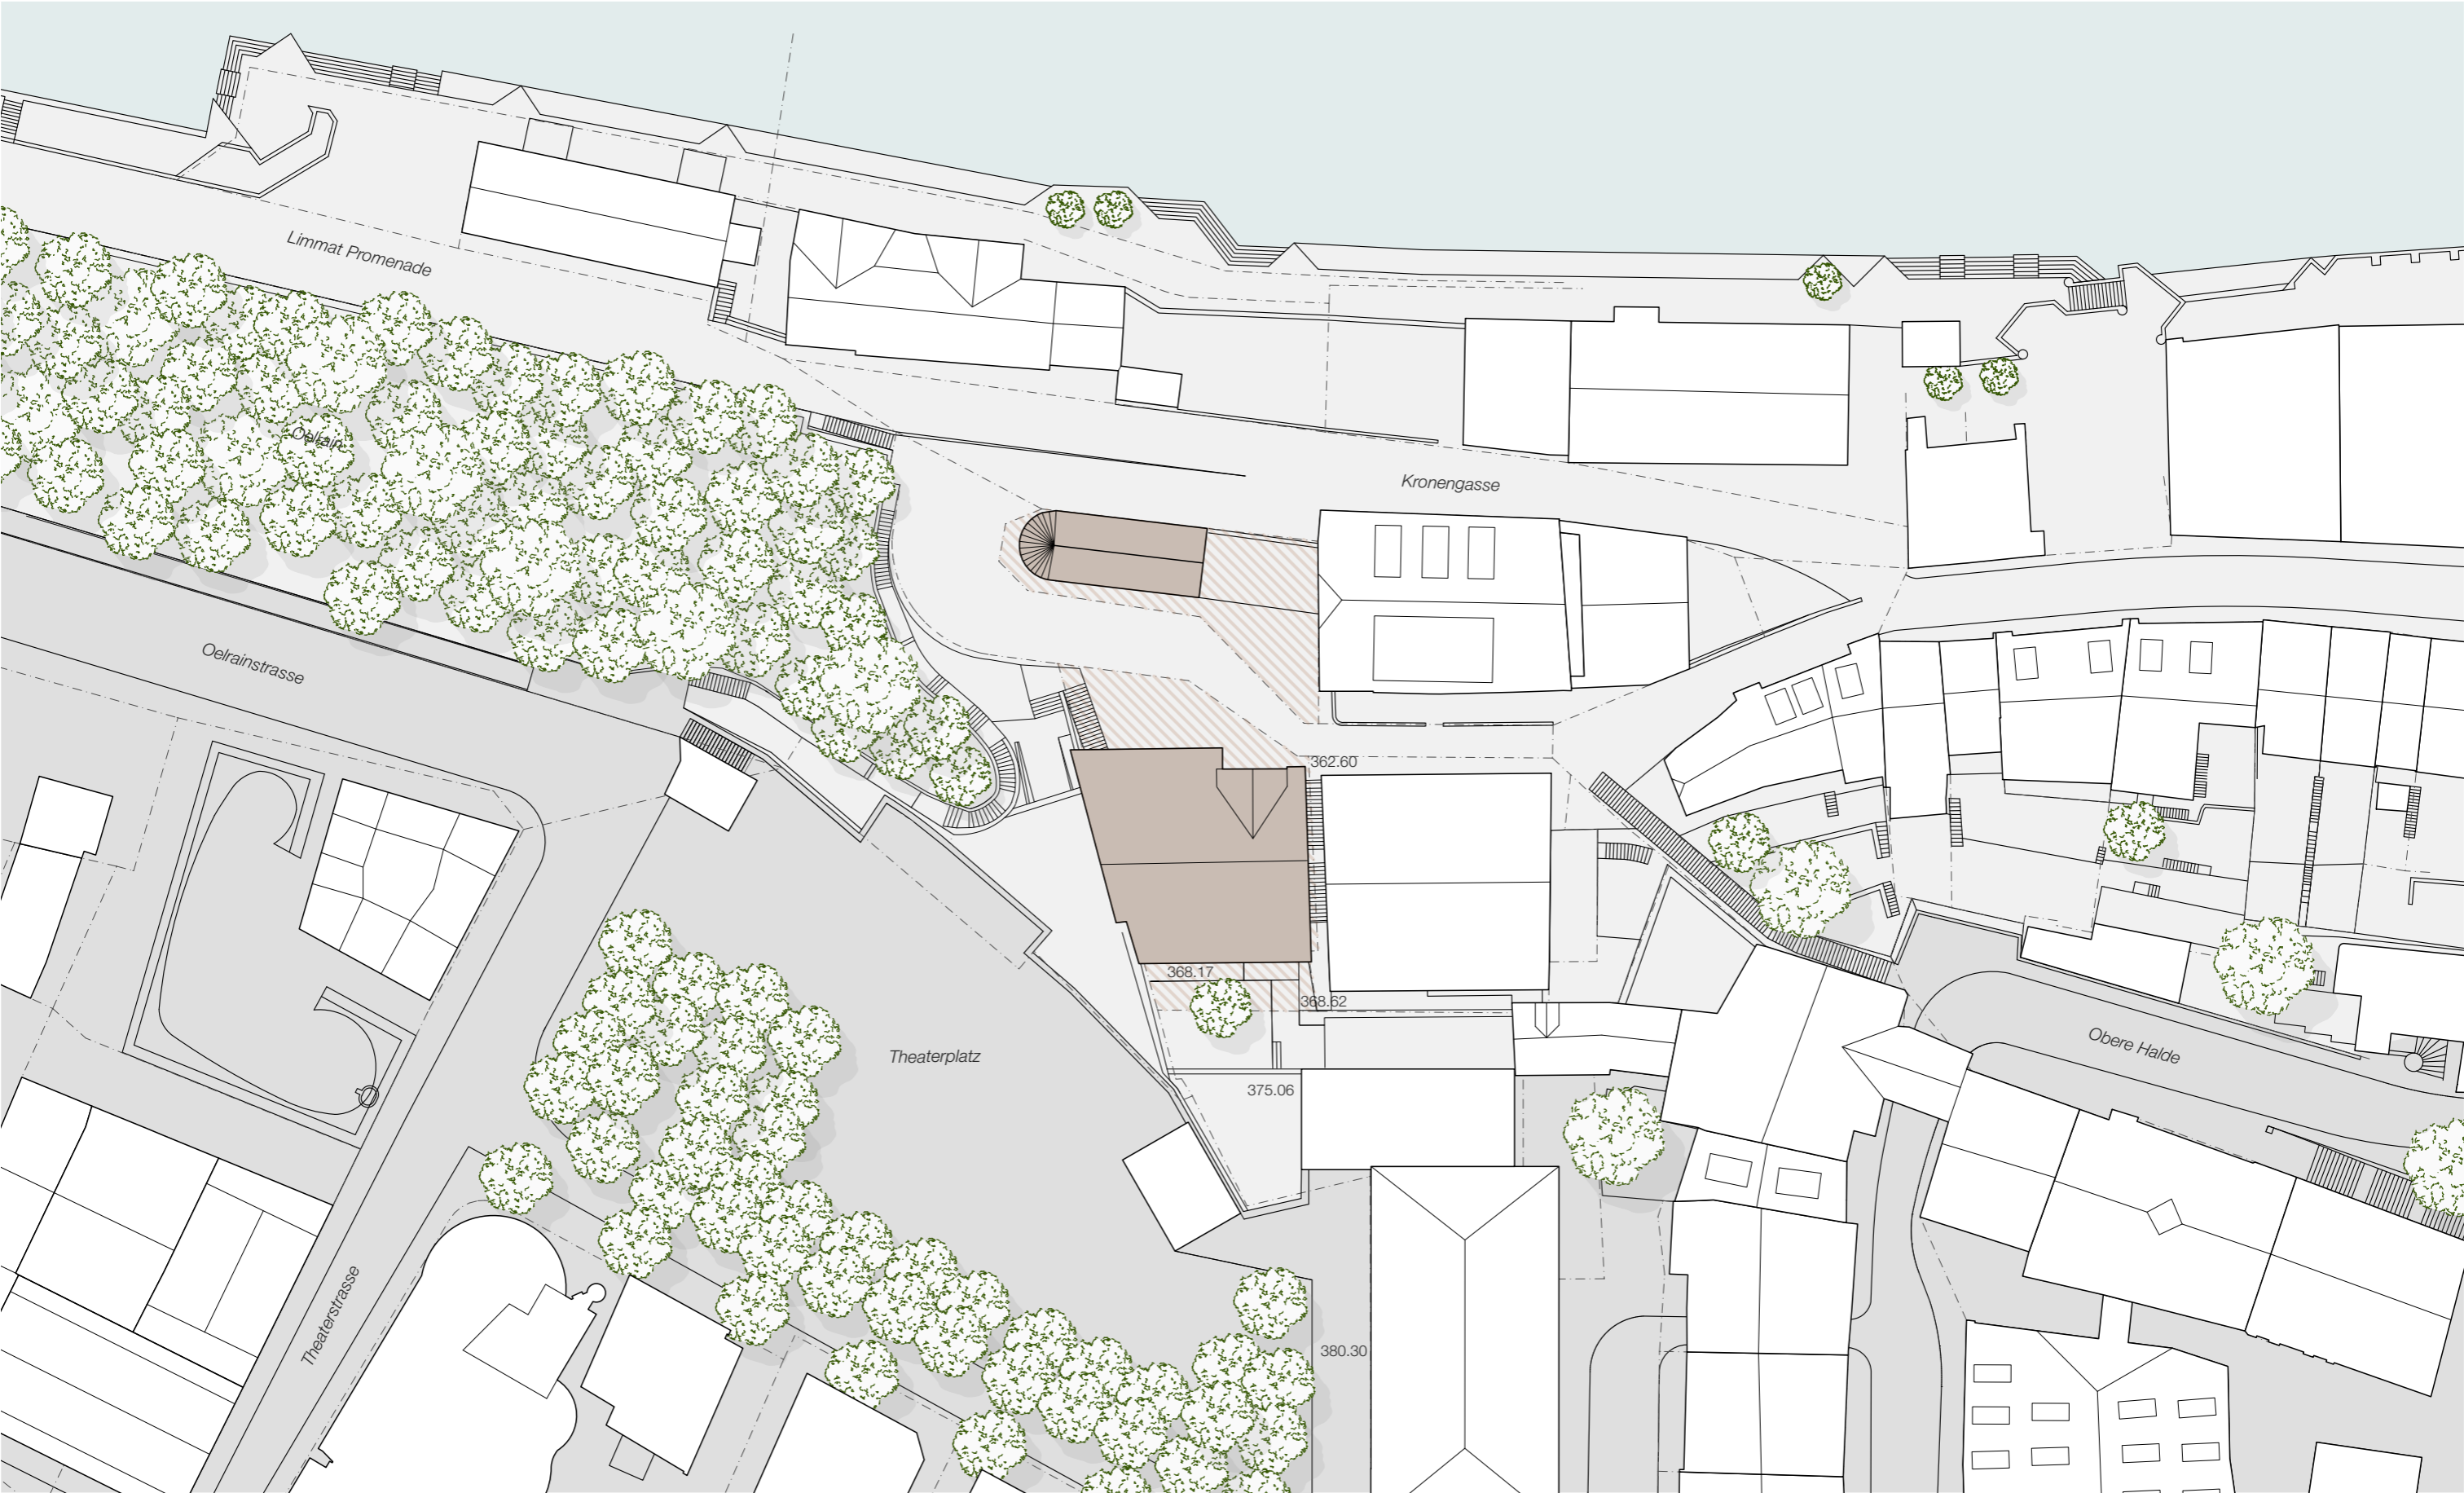 Limmat Promenade
Oelrain
Kronengasse
Oelrainstrasse
362.60
368.17
368.62
Theaterplatz
Obere Halde
375.06
Theaterstrasse
380.30